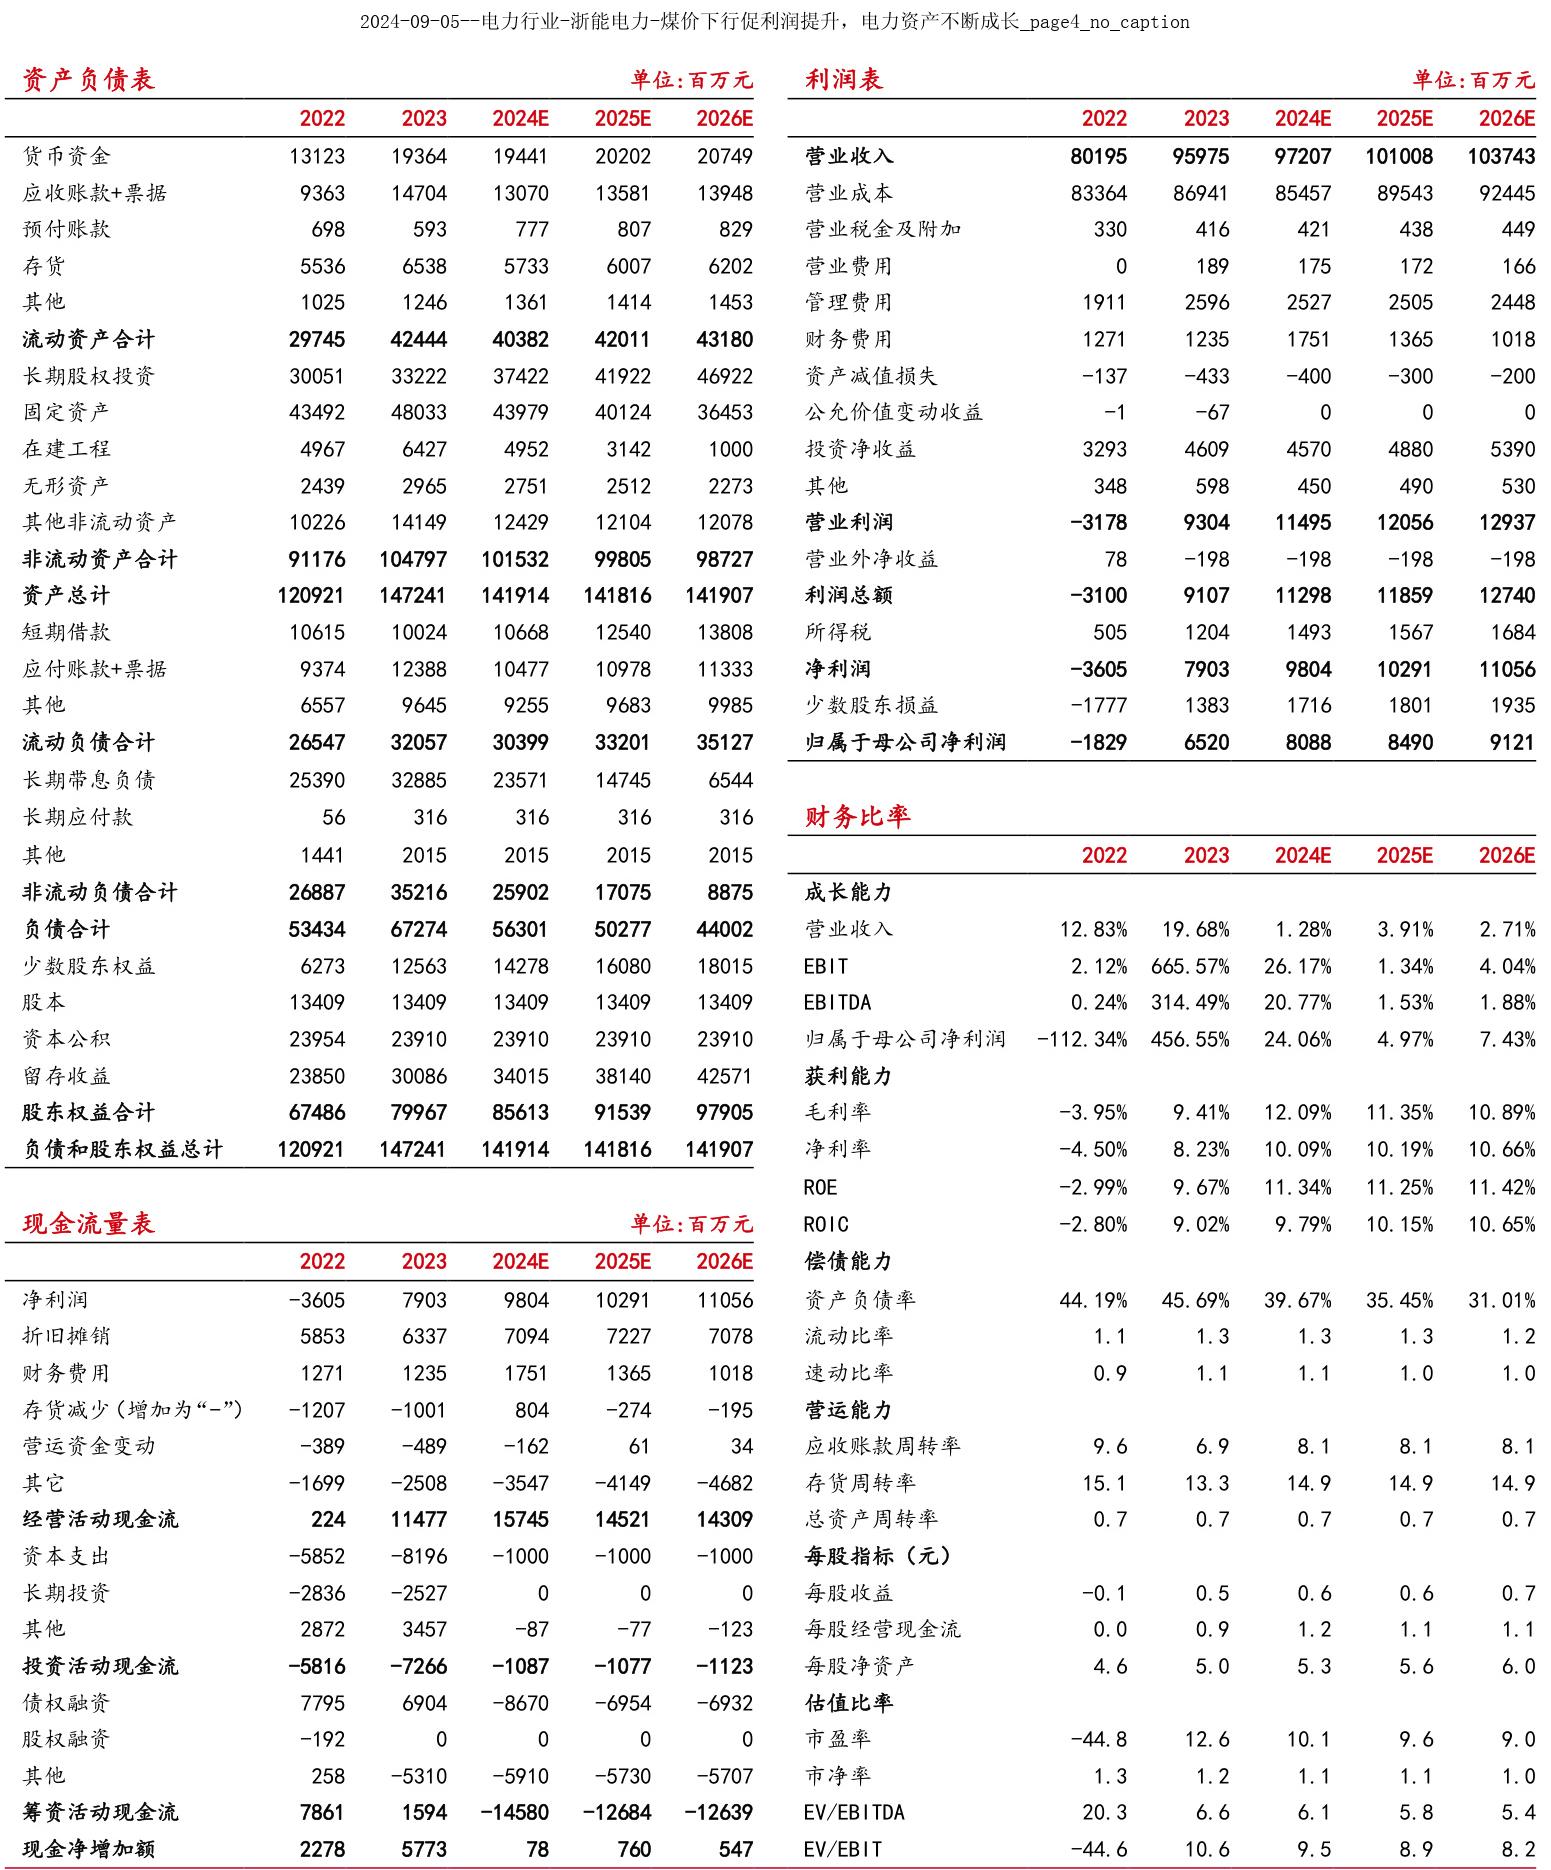 2024-09-05--电力行业-浙能电力-煤价下行促利润提升，电力资产不断成长_page4_no_caption
资产负债表 单位:百万元
2022 2023 2024E 2025E 2026E
货币资金 13123 19364 19441 20202 20749
应收账款+票据 9363 14704 13070 13581 13948
预付账款 698 593 777 807 829
存货 5536 6538 5733 6007 6202
其他 1025 1246 1361 1414 1453
流动资产合计 29745 42444 40382 42011 43180
长期股权投资 30051 33222 37422 41922 46922
固定资产 43492 48033 43979 40124 36453
在建工程 4967 6427 4952 3142 1000
无形资产 2439 2965 2751 2512 2273
其他非流动资产 10226 14149 12429 12104 12078
非流动资产合计 91176 104797 101532 99805 98727
资产总计 120921 147241 141914 141816 141907
短期借款 10615 10024 10668 12540 13808
应付账款+票据 9374 12388 10477 10978 11333
其他 6557 9645 9255 9683 9985
流动负债合计 26547 32057 30399 33201 35127
长期带息负债 25390 32885 23571 14745 6544
长期应付款 56 316 316 316 316
其他 1441 2015 2015 2015 2015
非流动负债合计 26887 35216 25902 17075 8875
负债合计 53434 67274 56301 50277 44002
少数股东权益 6273 12563 14278 16080 18015
股本 13409 13409 13409 13409 13409
资本公积 23954 23910 23910 23910 23910
留存收益 23850 30086 34015 38140 42571
股东权益合计 67486 79967 85613 91539 97905
负债和股东权益总计 120921 147241 141914 141816 141907
现金流量表 单位:百万元
2022 2023 2024E 2025E 2026E
净利润 -3605 7903 9804 10291 11056
折旧摊销 5853 6337 7094 7227 7078
财务费用 1271 1235 1751 1365 1018
存货减少（增加为“-”） -1207 -1001 804 -274 -195
营运资金变动 -389 -489 -162 61 34
其它 -1699 -2508 -3547 -4149 -4682
经营活动现金流 224 11477 15745 14521 14309
资本支出 -5852 -8196 -1000 -1000 -1000
长期投资 -2836 -2527 0 0 0
其他 2872 3457 -87 -77 -123
投资活动现金流 -5816 -7266 -1087 -1077 -1123
债权融资 7795 6904 -8670 -6954 -6932
股权融资 -192 0 0 0 0
其他 258 -5310 -5910 -5730 -5707
筹资活动现金流 7861 1594 -14580 -12684 -12639
现金净增加额 2278 5773 78 760 547
利润表 单位:百万元
2022 2023 2024E 2025E 2026E
营业收入 80195 95975 97207 101008 103743
营业成本 83364 86941 85457 89543 92445
营业税金及附加 330 416 421 438 449
营业费用 0 189 175 172 166
管理费用 1911 2596 2527 2505 2448
财务费用 1271 1235 1751 1365 1018
资产减值损失 -137 -433 -400 -300 -200
公允价值变动收益 -1 -67 0 0 0
投资净收益 3293 4609 4570 4880 5390
其他 348 598 450 490 530
营业利润 -3178 9304 11495 12056 12937
营业外净收益 78 -198 -198 -198 -198
利润总额 -3100 9107 11298 11859 12740
所得税 505 1204 1493 1567 1684
净利润 -3605 7903 9804 10291 11056
少数股东损益 -1777 1383 1716 1801 1935
归属于母公司净利润 -1829 6520 8088 8490 9121
财务比率
2022 2023 2024E 2025E 2026E
成长能力
营业收入 12.83% 19.68% 1.28% 3.91% 2.71%
EBIT 2.12% 665.57% 26.17% 1.34% 4.04%
EBITDA 0.24% 314.49% 20.77% 1.53% 1.88%
归属于母公司净利润 -112.34% 456.55% 24.06% 4.97% 7.43%
获利能力
毛利率 -3.95% 9.41% 12.09% 11.35% 10.89%
净利率 -4.50% 8.23% 10.09% 10.19% 10.66%
ROE -2.99% 9.67% 11.34% 11.25% 11.42%
ROIC -2.80% 9.02% 9.79% 10.15% 10.65%
偿债能力
资产负债率 44.19% 45.69% 39.67% 35.45% 31.01%
流动比率 1.1 1.3 1.3 1.3 1.2
速动比率 0.9 1.1 1.1 1.0 1.0
营运能力
应收账款周转率 9.6 6.9 8.1 8.1 8.1
存货周转率 15.1 13.3 14.9 14.9 14.9
总资产周转率 0.7 0.7 0.7 0.7 0.7
每股指标（元）
每股收益 -0.1 0.5 0.6 0.6 0.7
每股经营现金流 0.0 0.9 1.2 1.1 1.1
每股净资产 4.6 5.0 5.3 5.6 6.0
估值比率
市盈率 -44.8 12.6 10.1 9.6 9.0
市净率 1.3 1.2 1.1 1.1 1.0
EV/EBITDA 20.3 6.6 6.1 5.8 5.4
EV/EBIT -44.6 10.6 9.5 8.9 8.2